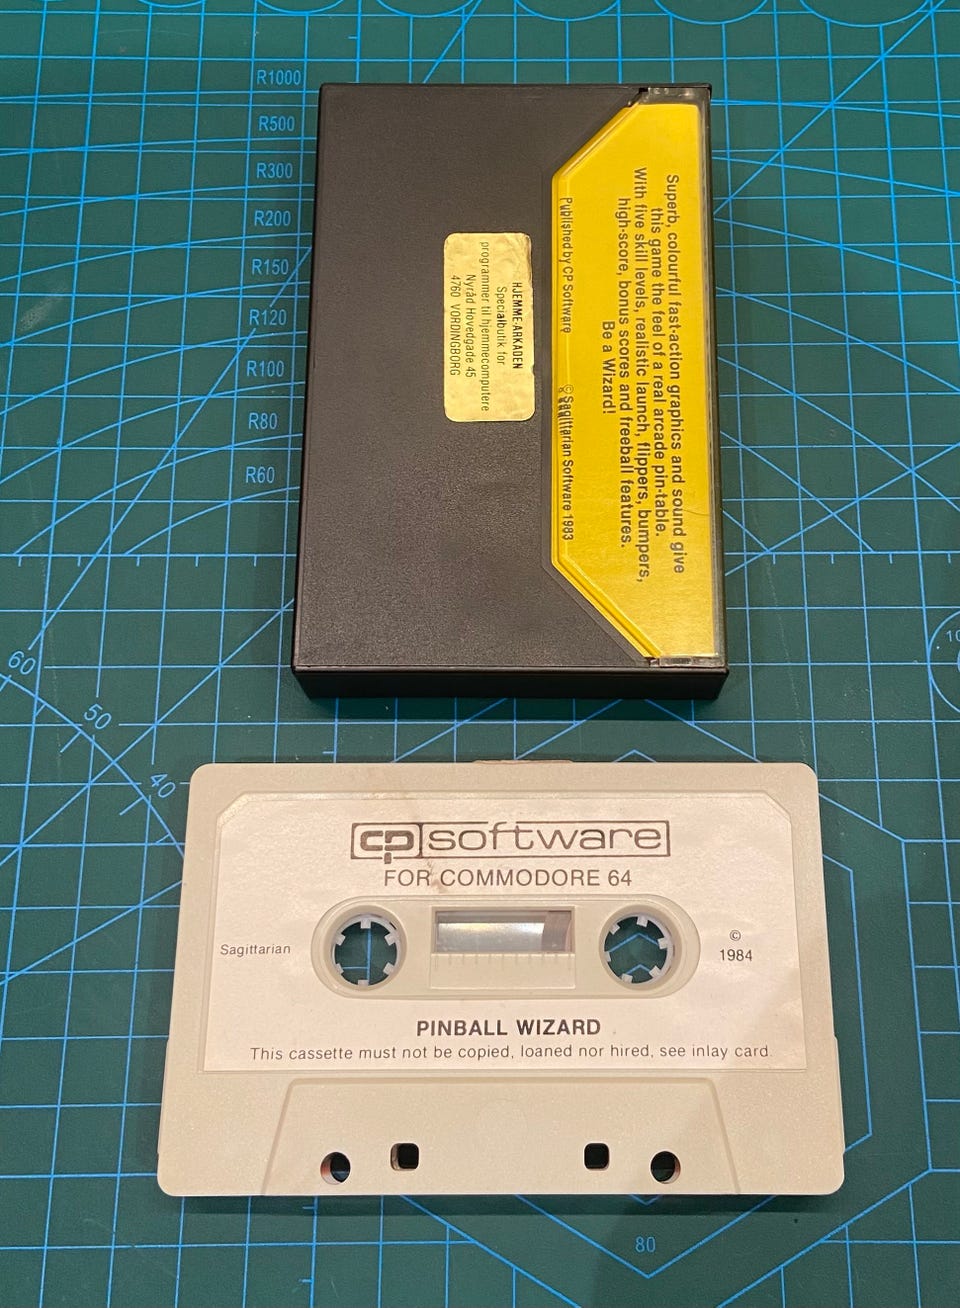 R1000
R500
R300
R200
R150
R120
R100
R80
R60
60
50
40
10
80
Superb, colourful fast-action graphics and sound give
this game the feel of a real arcade pin-table.
With five skill levels, realistic launch, flippers, bumpers,
high-score, bonus scores and freeball features.
Be a Wizard!
Published by CP Software
© Sagittarian Software 1983
HJEMME-ARKADEN
Specialbutik for
programmer til hjemmecomputere
Nyråd Hovedgade 45
4760 VORDINGBORG
cp software
FOR COMMODORE 64
Sagittarian
©
1984
PINBALL WIZARD
This cassette must not be copied, loaned nor hired, see inlay card.